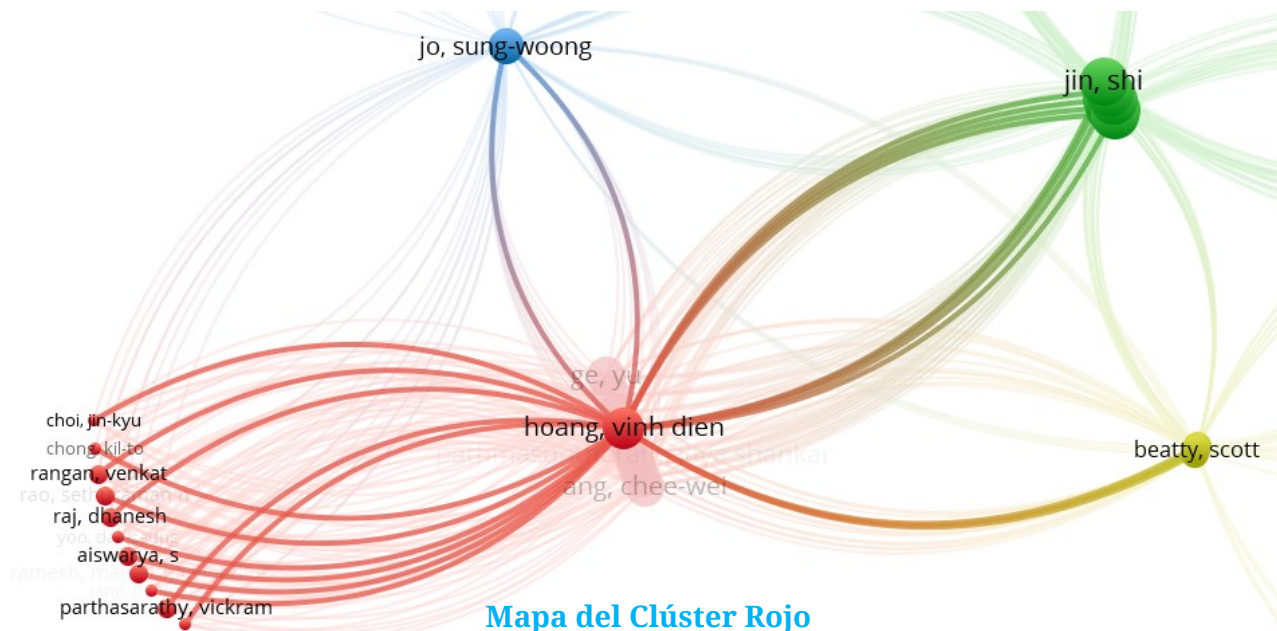 jo, sung-woong
jin, shi
ge, yu
choi, jin-kyu
hoang, vinh dien
chong, kil-to
beatty, scott
rangan, venkat
ang, chee-wei
raj, dhanesh
aiswarya, s
parthasarathy, vickram
Mapa del Clúster Rojo